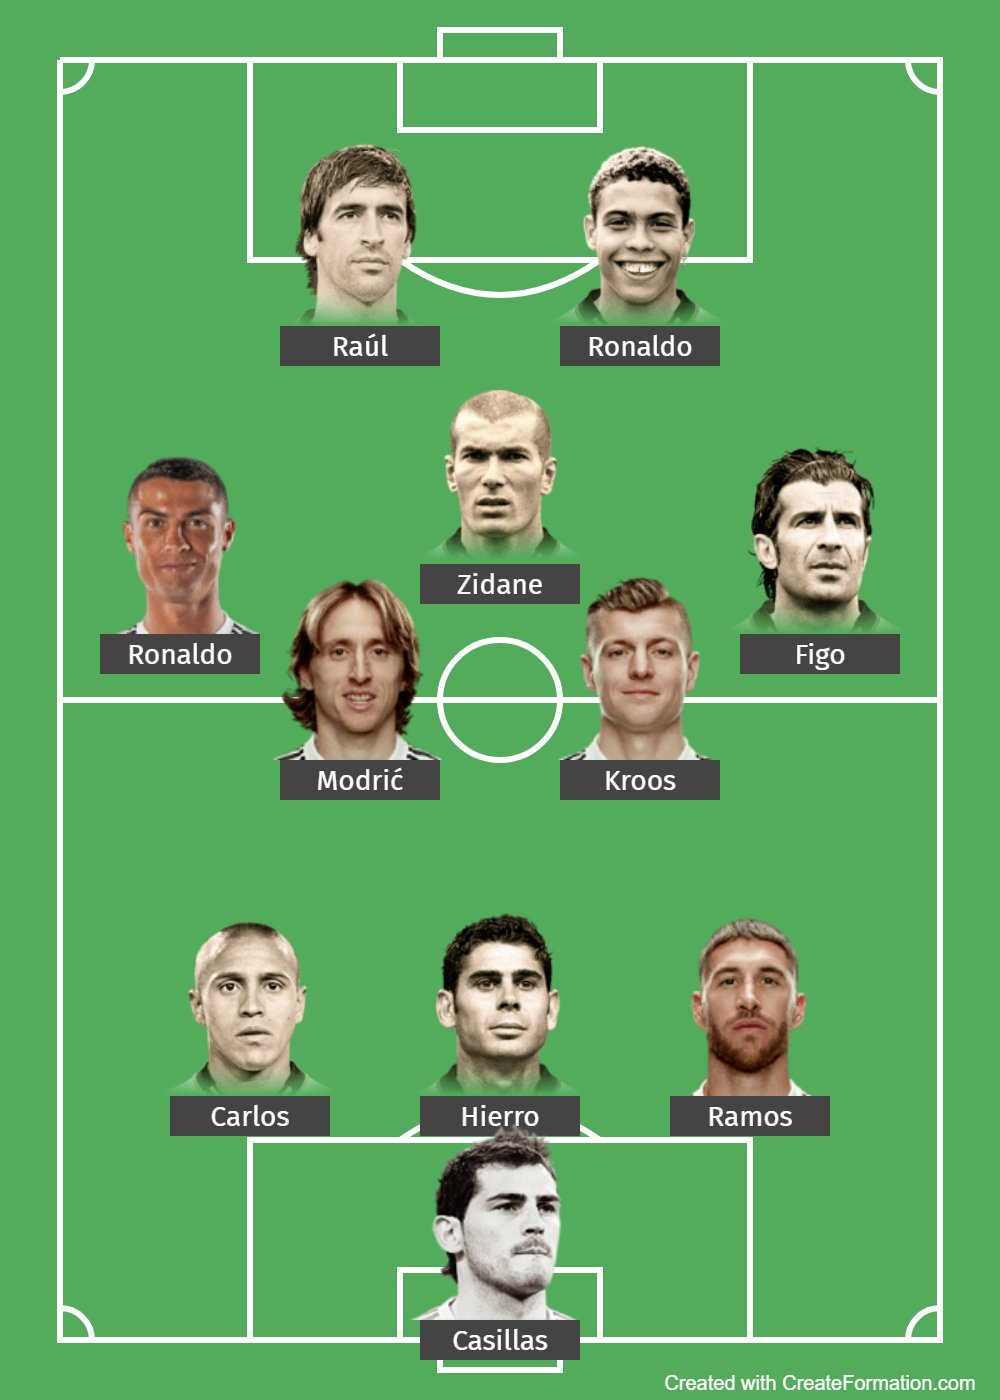 Raúl
Ronaldo
Zidane
Ronaldo
Figo
Modrić
Kroos
Carlos
Hierro
Ramos
Casillas
Created with CreateFormation.com